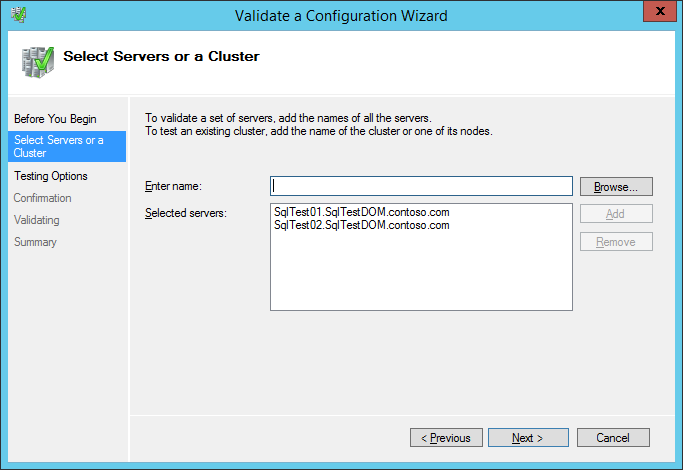 Validate a Configuration Wizard
x
Select Servers or a Cluster
Before You Begin
Select Servers or a
Cluster
Testing Options
Confirmation
Validating
Summary
To validate a set of servers, add the names of all the servers.
To test an existing cluster, add the name of the cluster or one of its nodes.
Enter name:
Browse...
Selected servers:
SqlTest01.SqlTestDOM.contoso.com
SqlTest02.SqlTestDOM.contoso.com
Add
Remove
< Previous
Next >
Cancel